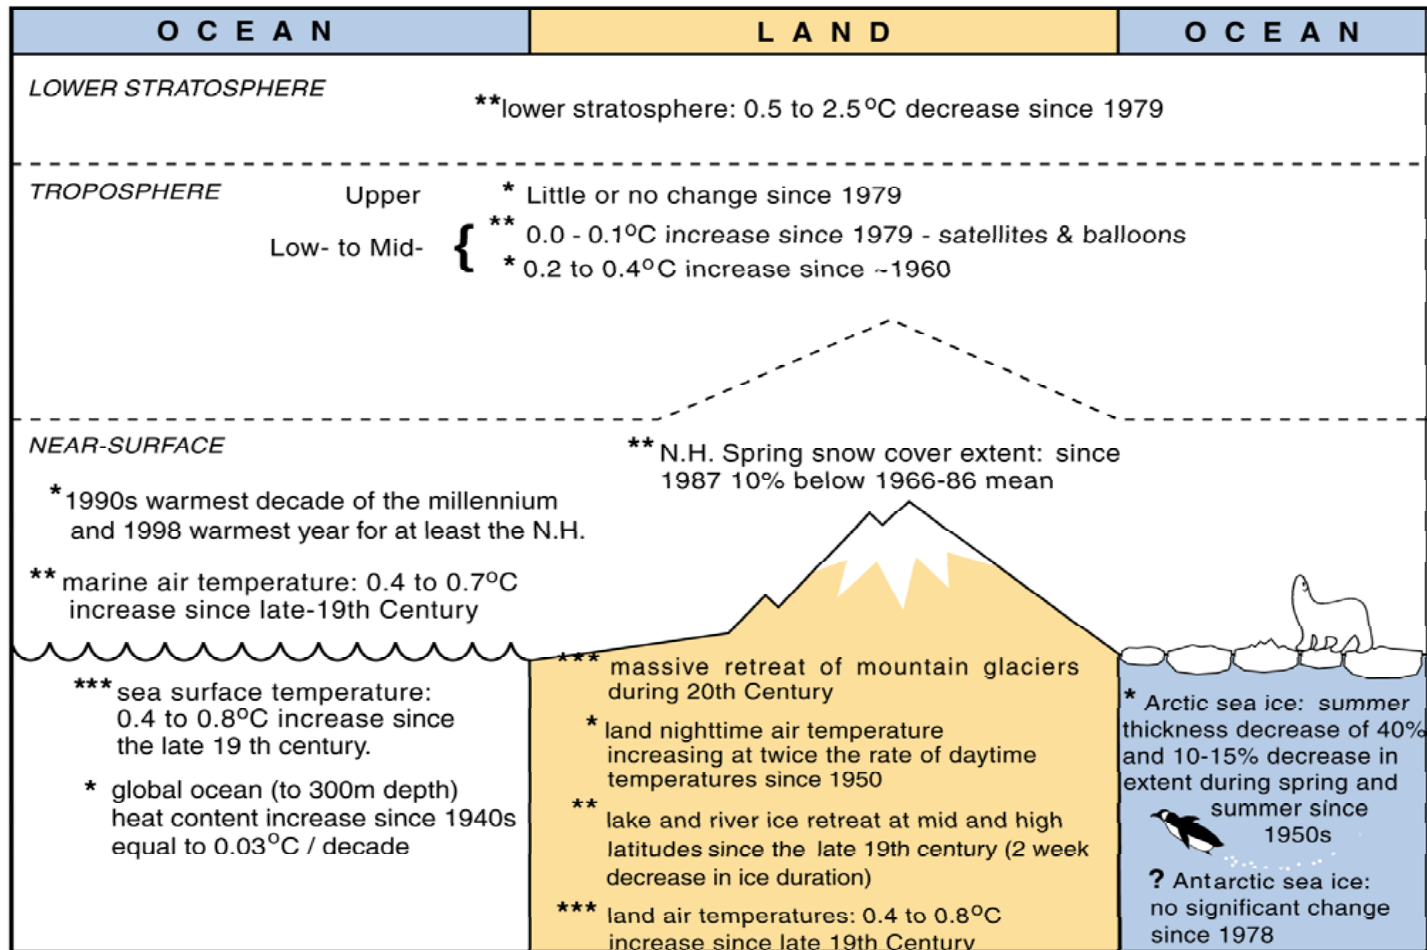 OCEAN LAND OCEAN
LOWER STRATOSPHERE
**lower stratosphere: 0.5 to 2.5°C decrease since 1979
TROPOSPHERE
Upper * Little or no change since 1979
Low- to Mid- { ** 0.0 - 0.1°C increase since 1979 - satellites & balloons
* 0.2 to 0.4°C increase since ~1960
NEAR-SURFACE
** N.H. Spring snow cover extent: since
1987 10% below 1966-86 mean
*1990s warmest decade of the millennium
and 1998 warmest year for at least the N.H.
** marine air temperature: 0.4 to 0.7°C
increase since late-19th Century
*** sea surface temperature:
0.4 to 0.8°C increase since
the late 19 th century.
* global ocean (to 300m depth)
heat content increase since 1940s
equal to 0.03°C / decade
*** massive retreat of mountain glaciers
during 20th Century
* land nighttime air temperature
increasing at twice the rate of daytime
temperatures since 1950
** lake and river ice retreat at mid and high
latitudes since the late 19th century (2 week
decrease in ice duration)
*** land air temperatures: 0.4 to 0.8°C
increase since late 19th Century
* Arctic sea ice: summer
thickness decrease of 40%
and 10-15% decrease in
extent during spring and
summer since
1950s
? Antarctic sea ice:
no significant change
since 1978